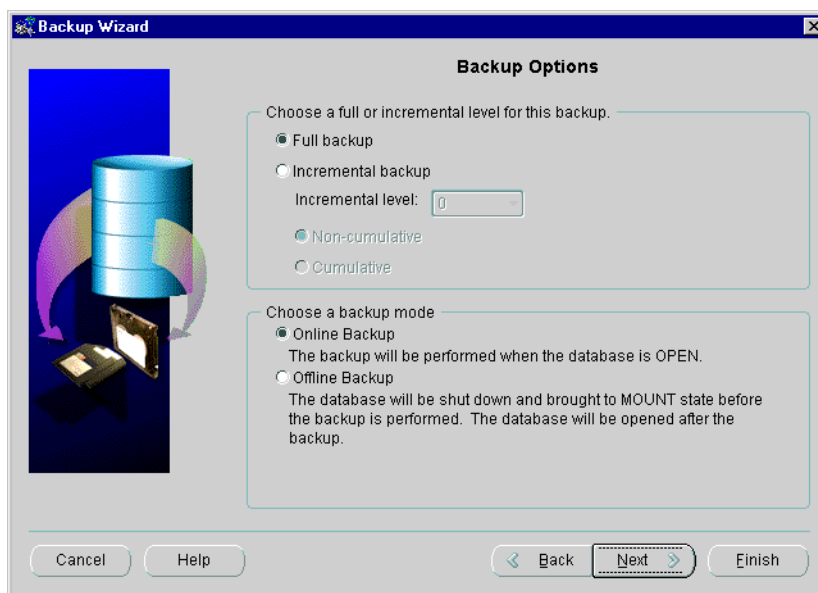 Backup Wizard
Backup Options
Choose a full or incremental level for this backup.
Full backup
Incremental backup
Incremental level: 0
Non-cumulative
Cumulative
Choose a backup mode
Online Backup
The backup will be performed when the database is OPEN.
Offline Backup
The database will be shut down and brought to MOUNT state before
the backup is performed. The database will be opened after the
backup.
Cancel Help Back Next Finish